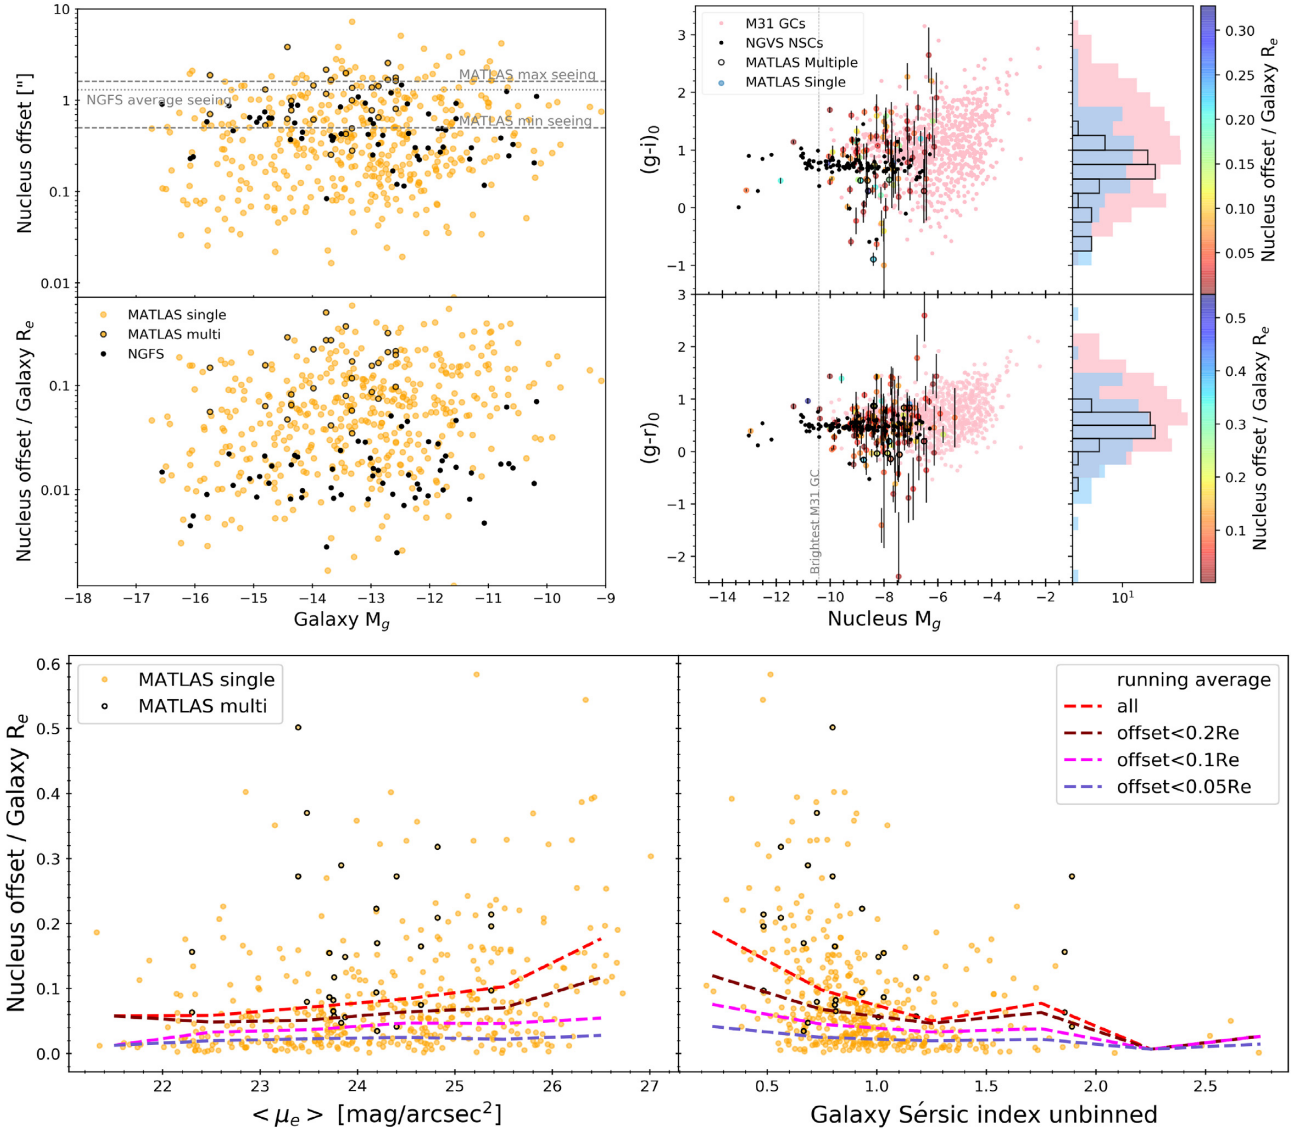 10
1
0.1
0.01
Nucleus offset ["]
MATLAS max seeing
NGFS average seeing
MATLAS min seeing
0.1
0.01
Nucleus offset / Galaxy Re
MATLAS single
MATLAS multi
NGFS
−18 −17 −16 −15 −14 −13 −12 −11 −10 −9
Galaxy Mg
3
2
1
0
−1
(g-i)0
M31 GCs
NGVS NSCs
MATLAS Multiple
MATLAS Single
0.30
0.25
0.20
0.15
0.10
0.05
Nucleus offset / Galaxy Re
3
2
1
0
−1
−2
(g-r)0
Brightest M31 GC
−14 −12 −10 −8 −6 −4 −2
10¹
Nucleus Mg
0.5
0.4
0.3
0.2
0.1
Nucleus offset / Galaxy Re
0.6
0.5
0.4
0.3
0.2
0.1
0.0
Nucleus offset / Galaxy Re
MATLAS single
MATLAS multi
22 23 24 25 26 27
< μe > [mag/arcsec²]
running average
all
offset<0.2Re
offset<0.1Re
offset<0.05Re
0.5 1.0 1.5 2.0 2.5
Galaxy Sérsic index unbinned